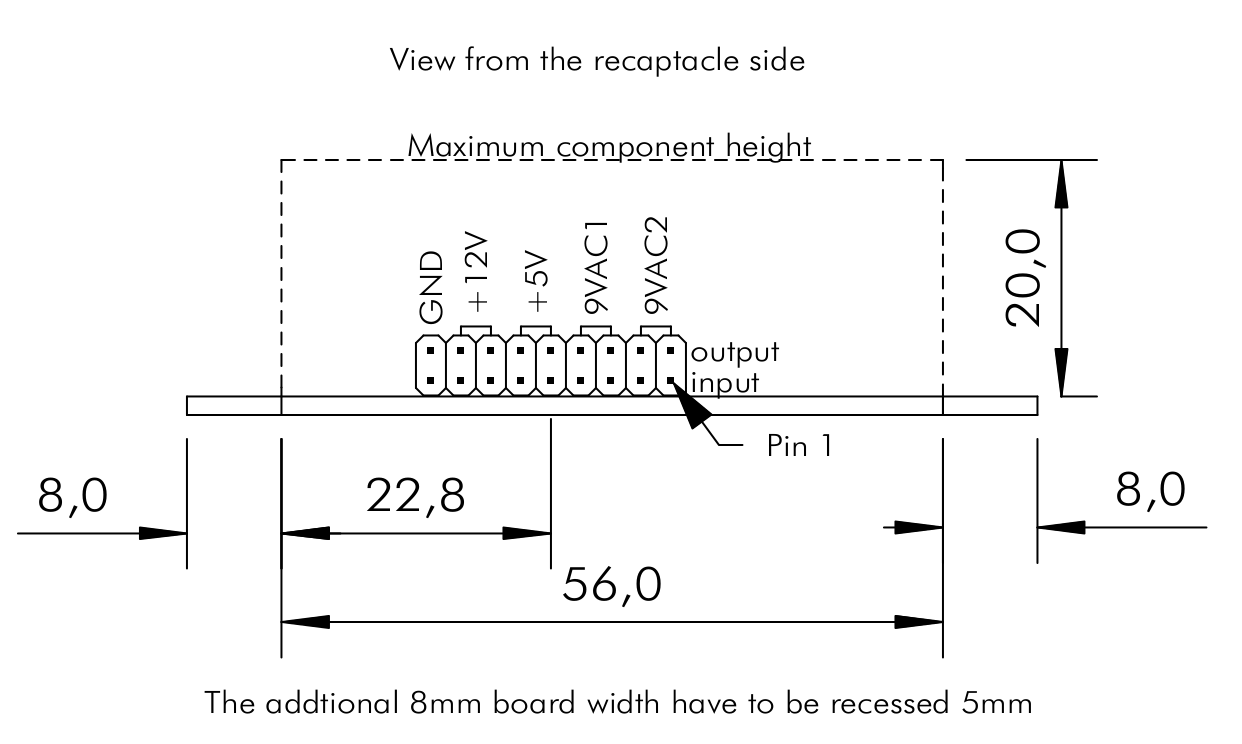 View from the recaptacle side
Maximum component height
GND
+12V
+5V
9VAC1
9VAC2
20,0
output
input
Pin 1
8,0
22,8
8,0
56,0
The addtional 8mm board width have to be recessed 5mm